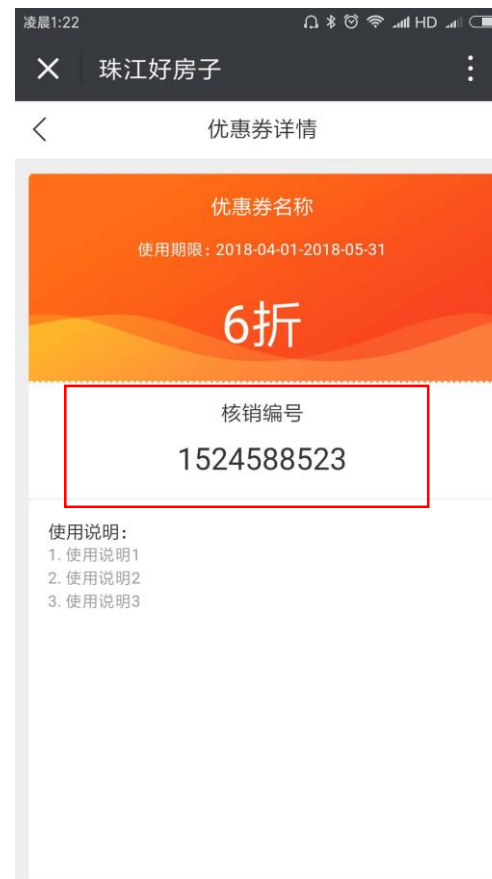 凌晨1:22 HD
珠江好房子
优惠券详情
优惠券名称
使用期限：2018-04-01-2018-05-31
6折
核销编号
1524588523
使用说明：
1. 使用说明1
2. 使用说明2
3. 使用说明3